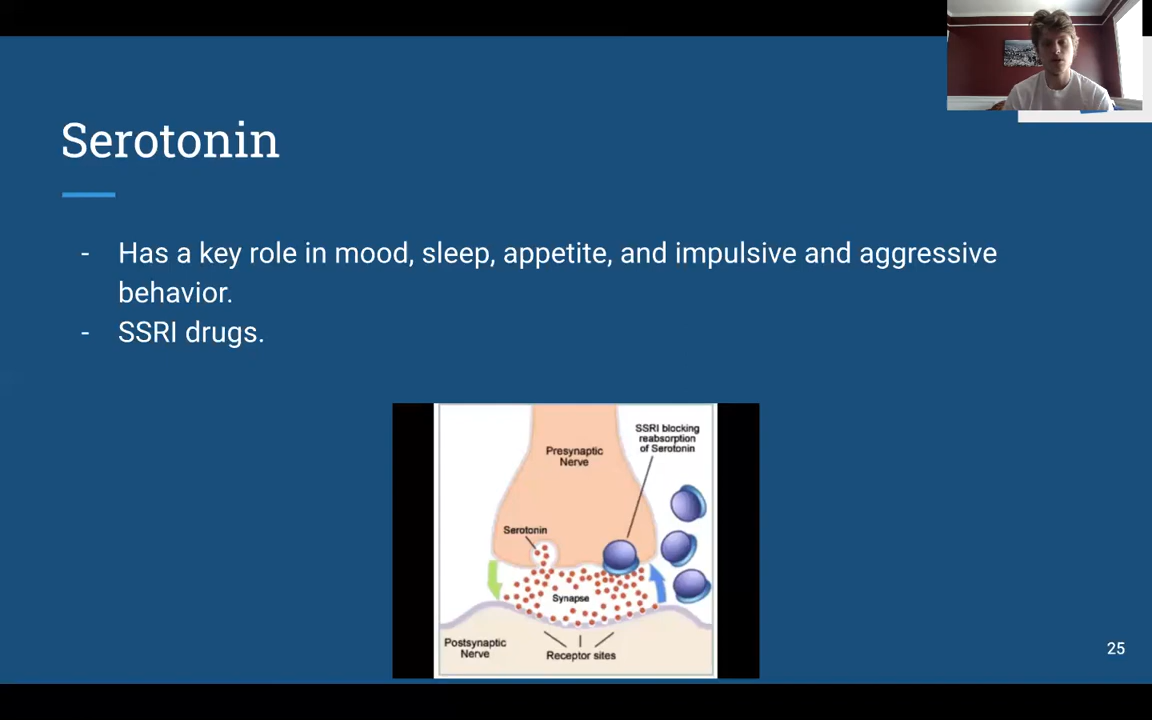 Serotonin
- Has a key role in mood, sleep, appetite, and impulsive and aggressive
behavior.
- SSRI drugs.
SSRI blocking
reabsorption
of Serotonin
Presynaptic
Nerve
Serotonin
Synapse
Postsynaptic
Nerve
Receptor sites
25